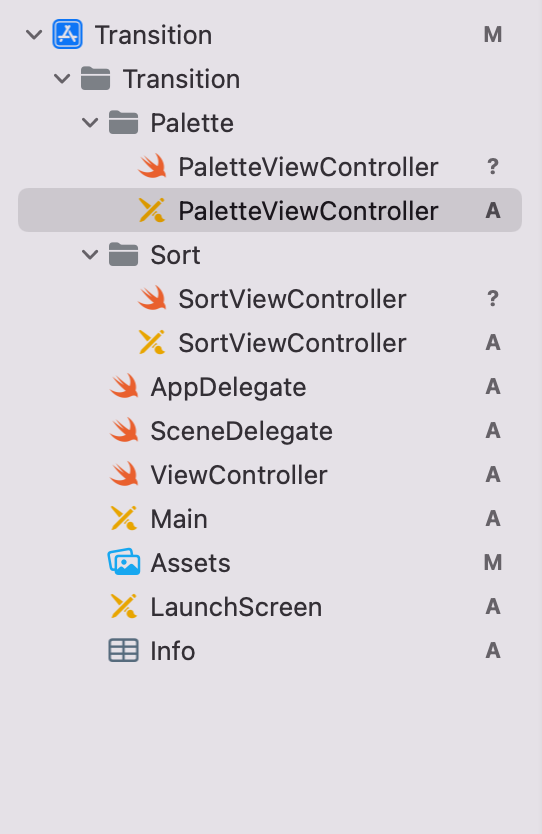 Transition M
Transition
Palette
PaletteViewController ?
PaletteViewController A
Sort
SortViewController ?
SortViewController A
AppDelegate A
SceneDelegate A
ViewController A
Main A
Assets M
LaunchScreen A
Info A